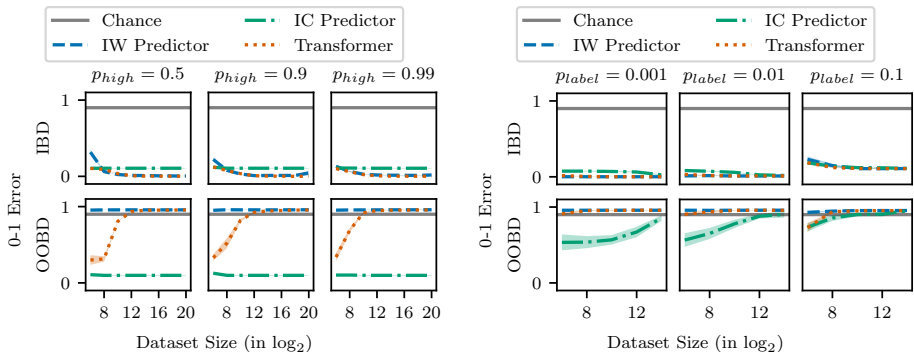 Chance
IC Predictor
IW Predictor
Transformer
p_high = 0.5
p_high = 0.9
p_high = 0.99
0-1 Error
IBD
1
0
OOBD
1
0
8 12 16 20
8 12 16 20
8 12 16 20
Dataset Size (in log₂)
Chance
IC Predictor
IW Predictor
Transformer
p_label = 0.001
p_label = 0.01
p_label = 0.1
0-1 Error
IBD
1
0
OOBD
1
0
8 12
8 12
8 12
Dataset Size (in log₂)